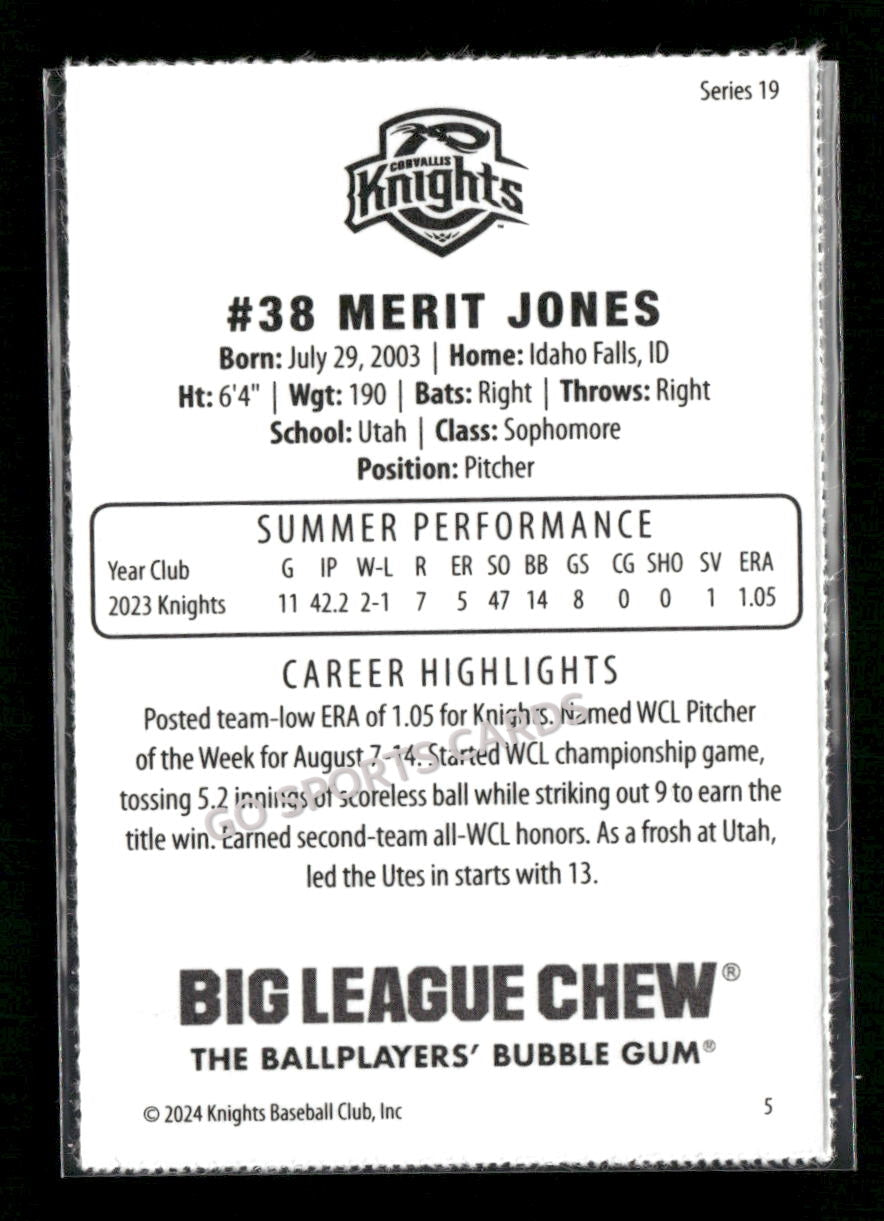 Series 19
CORVALLIS
Knights
#38 MERIT JONES
Born: July 29, 2003 | Home: Idaho Falls, ID
Ht: 6'4" | Wgt: 190 | Bats: Right | Throws: Right
School: Utah | Class: Sophomore
Position: Pitcher
SUMMER PERFORMANCE
Year Club G IP W-L R ER SO BB GS CG SHO SV ERA
2023 Knights 11 42.2 2-1 7 5 47 14 8 0 0 1 1.05
CAREER HIGHLIGHTS
Posted team-low ERA of 1.05 for Knights. Named WCL Pitcher
of the Week for August 7-14. Started WCL championship game,
tossing 5.2 innings of scoreless ball while striking out 9 to earn the
title win. Earned second-team all-WCL honors. As a frosh at Utah,
led the Utes in starts with 13.
GO SPORTS CARDS
BIG LEAGUE CHEW®
THE BALLPLAYERS' BUBBLE GUM®
© 2024 Knights Baseball Club, Inc
5